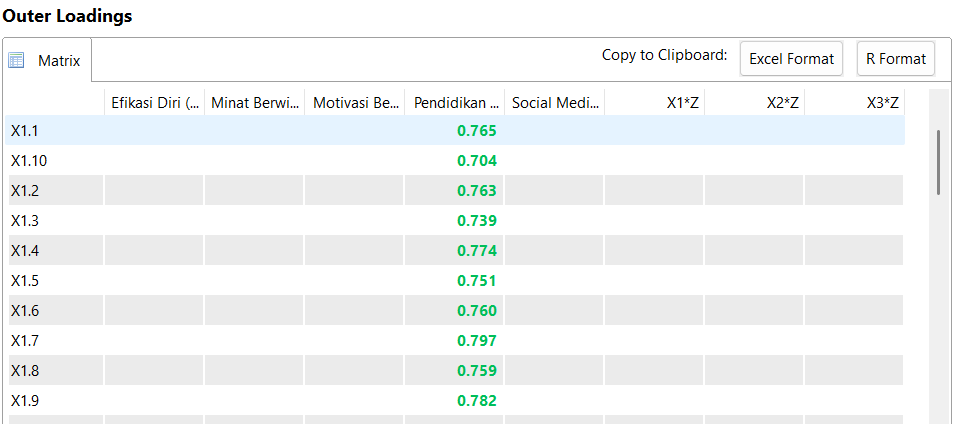 Outer Loadings
Matrix Copy to Clipboard: Excel Format R Format
Efikasi Diri (... Minat Berwi... Motivasi Be... Pendidikan ... Social Medi... X1*Z X2*Z X3*Z
X1.1 0.765
X1.10 0.704
X1.2 0.763
X1.3 0.739
X1.4 0.774
X1.5 0.751
X1.6 0.760
X1.7 0.797
X1.8 0.759
X1.9 0.782